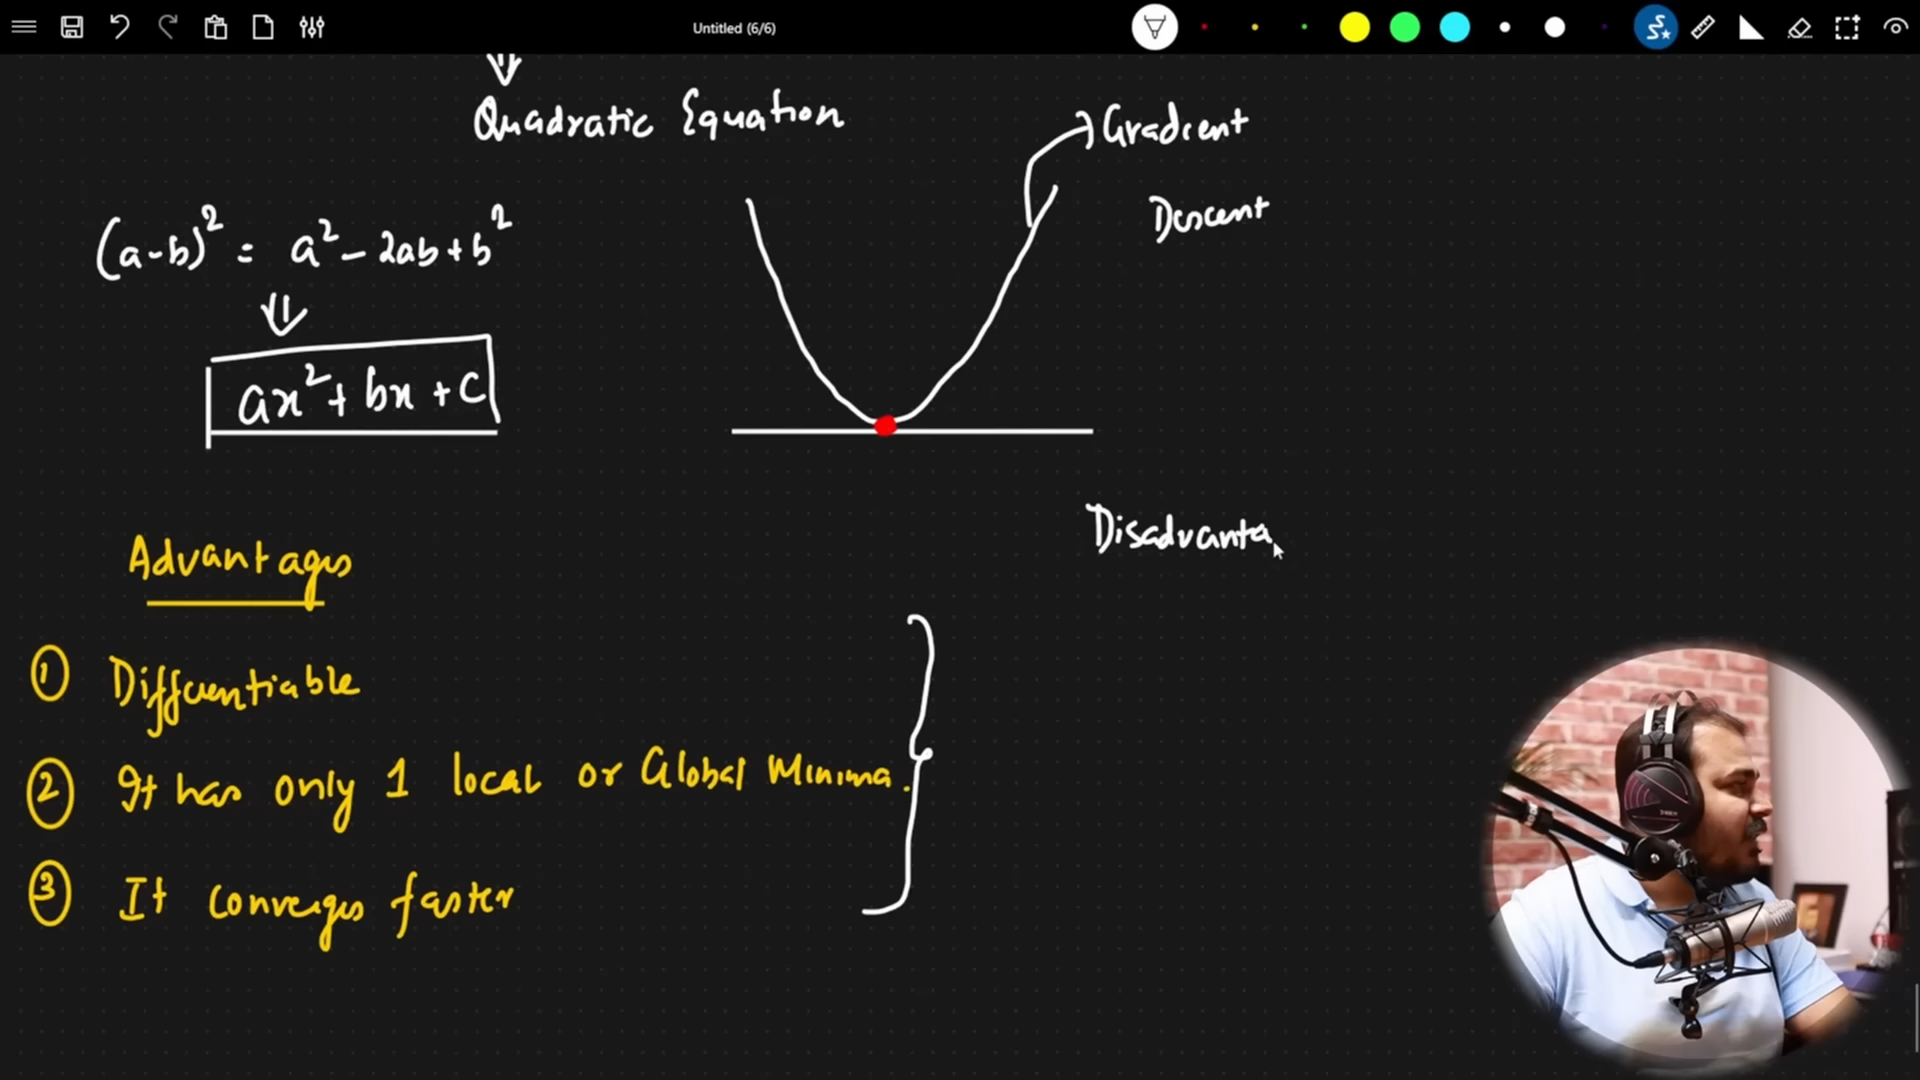 Untitled (6/6)
Quadratic Equation
Gradient
Descent
(a-b)² = a² - 2ab + b²
ax² + bx + c
Disadvanta
Advantages
① Differentiable
② It has only 1 local or Global Minima.
③ It converges faster